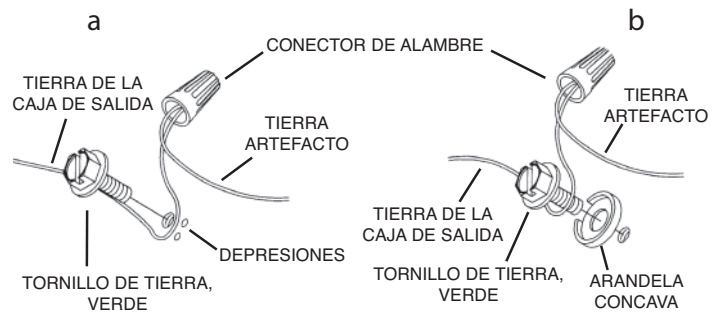 a
b
CONECTOR DE ALAMBRE
TIERRA DE LA
CAJA DE SALIDA
TIERRA
ARTEFACTO
DEPRESIONES
TORNILLO DE TIERRA,
VERDE
TIERRA
ARTEFACTO
TIERRA DE LA
CAJA DE SALIDA
TORNILLO DE TIERRA,
VERDE
ARANDELA
CONCAVA